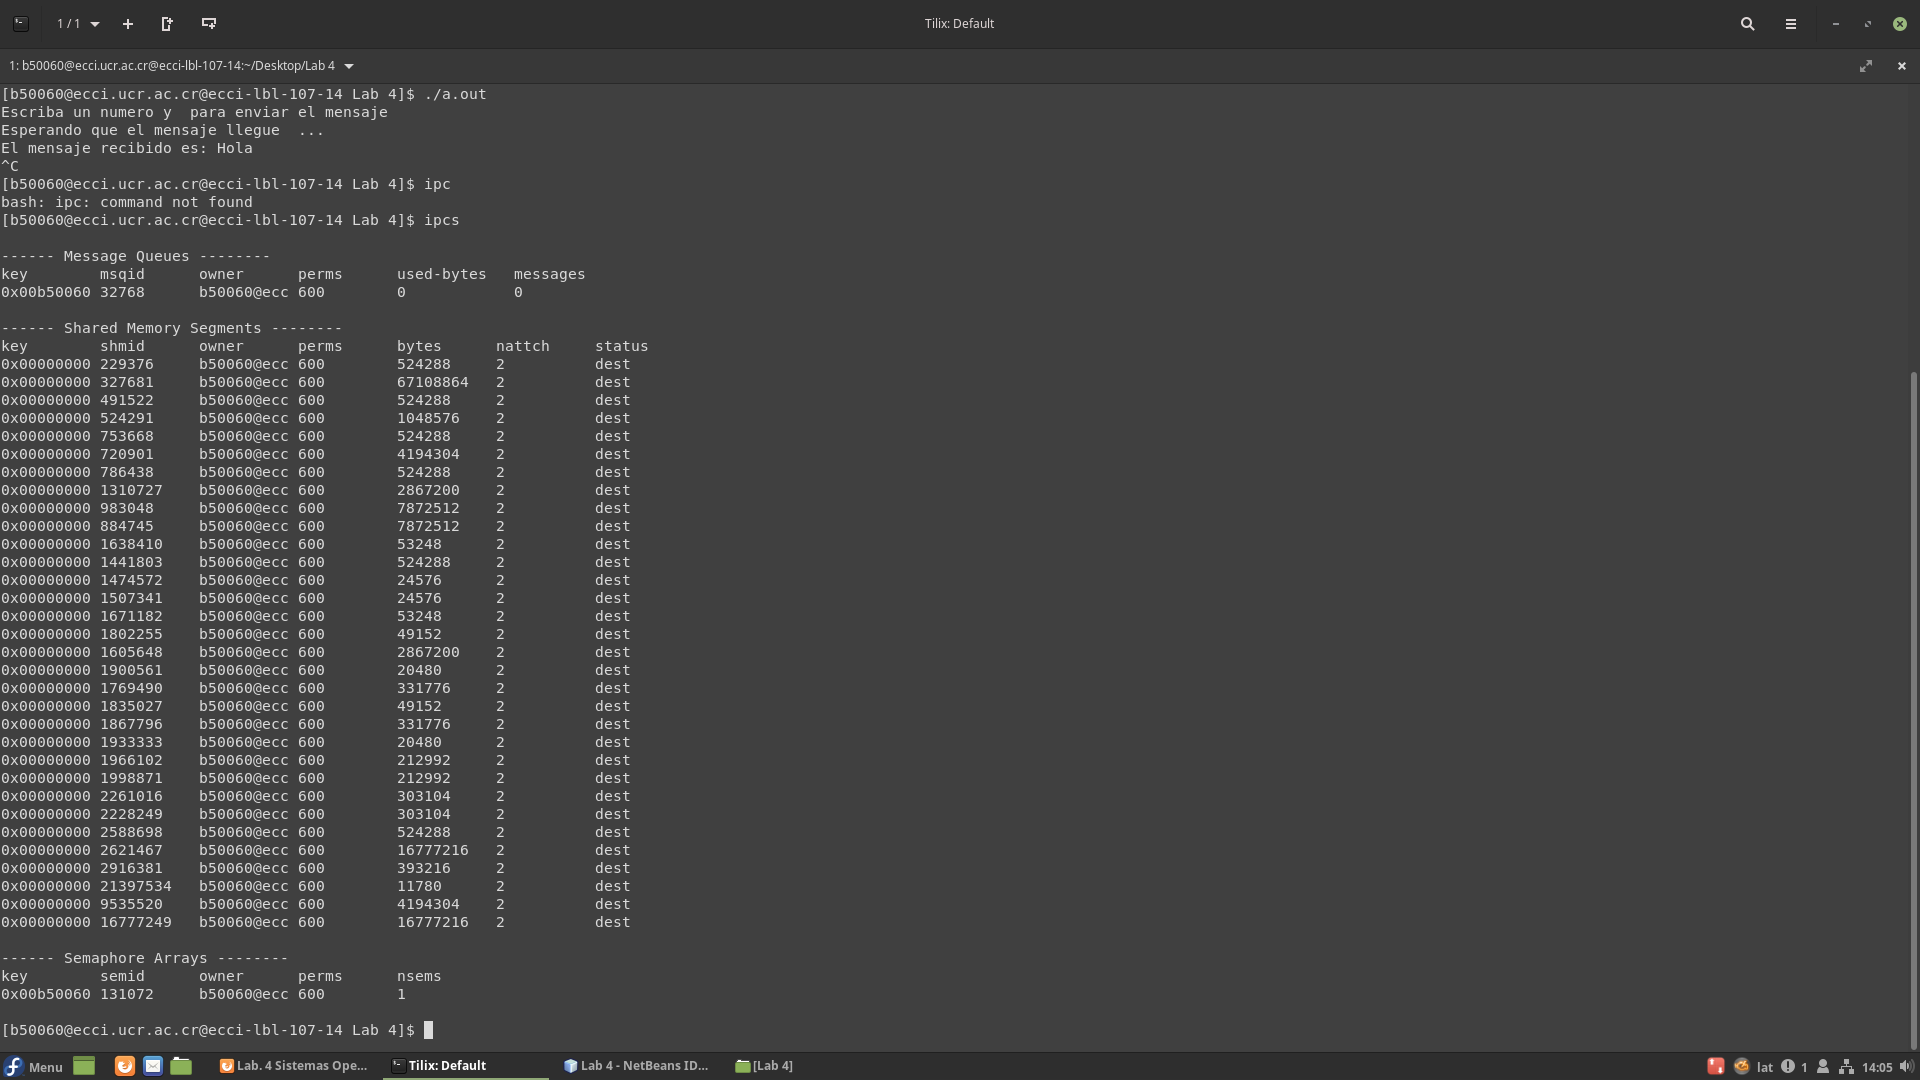 1 / 1
Tilix: Default
1: b50060@ecci.ucr.ac.cr@ecci-lbl-107-14:~/Desktop/Lab 4
[b50060@ecci.ucr.ac.cr@ecci-lbl-107-14 Lab 4]$ ./a.out
Escriba un numero y  para enviar el mensaje
Esperando que el mensaje llegue  ...
El mensaje recibido es: Hola
^C
[b50060@ecci.ucr.ac.cr@ecci-lbl-107-14 Lab 4]$ ipc
bash: ipc: command not found
[b50060@ecci.ucr.ac.cr@ecci-lbl-107-14 Lab 4]$ ipcs
------ Message Queues --------
key        msqid      owner      perms      used-bytes   messages
0x00b50060 32768      b50060@ecc 600        0            0
------ Shared Memory Segments --------
key        shmid      owner      perms      bytes      nattch     status
0x00000000 229376     b50060@ecc 600        524288     2          dest
0x00000000 327681     b50060@ecc 600        67108864   2          dest
0x00000000 491522     b50060@ecc 600        524288     2          dest
0x00000000 524291     b50060@ecc 600        1048576    2          dest
0x00000000 753668     b50060@ecc 600        524288     2          dest
0x00000000 720901     b50060@ecc 600        4194304    2          dest
0x00000000 786438     b50060@ecc 600        524288     2          dest
0x00000000 1310727    b50060@ecc 600        2867200    2          dest
0x00000000 983048     b50060@ecc 600        7872512    2          dest
0x00000000 884745     b50060@ecc 600        7872512    2          dest
0x00000000 1638410    b50060@ecc 600        53248      2          dest
0x00000000 1441803    b50060@ecc 600        524288     2          dest
0x00000000 1474572    b50060@ecc 600        24576      2          dest
0x00000000 1507341    b50060@ecc 600        24576      2          dest
0x00000000 1671182    b50060@ecc 600        53248      2          dest
0x00000000 1802255    b50060@ecc 600        49152      2          dest
0x00000000 1605648    b50060@ecc 600        2867200    2          dest
0x00000000 1900561    b50060@ecc 600        20480      2          dest
0x00000000 1769490    b50060@ecc 600        331776     2          dest
0x00000000 1835027    b50060@ecc 600        49152      2          dest
0x00000000 1867796    b50060@ecc 600        331776     2          dest
0x00000000 1933333    b50060@ecc 600        20480      2          dest
0x00000000 1966102    b50060@ecc 600        212992     2          dest
0x00000000 1998871    b50060@ecc 600        212992     2          dest
0x00000000 2261016    b50060@ecc 600        303104     2          dest
0x00000000 2228249    b50060@ecc 600        303104     2          dest
0x00000000 2588698    b50060@ecc 600        524288     2          dest
0x00000000 2621467    b50060@ecc 600        16777216   2          dest
0x00000000 2916381    b50060@ecc 600        393216     2          dest
0x00000000 21397534   b50060@ecc 600        11780      2          dest
0x00000000 9535520    b50060@ecc 600        4194304    2          dest
0x00000000 16777249   b50060@ecc 600        16777216   2          dest
------ Semaphore Arrays --------
key        semid      owner      perms      nsems
0x00b50060 131072     b50060@ecc 600        1
[b50060@ecci.ucr.ac.cr@ecci-lbl-107-14 Lab 4]$
Menu Lab. 4 Sistemas Ope... Tilix: Default Lab 4 - NetBeans ID... [Lab 4] lat 1 14:05